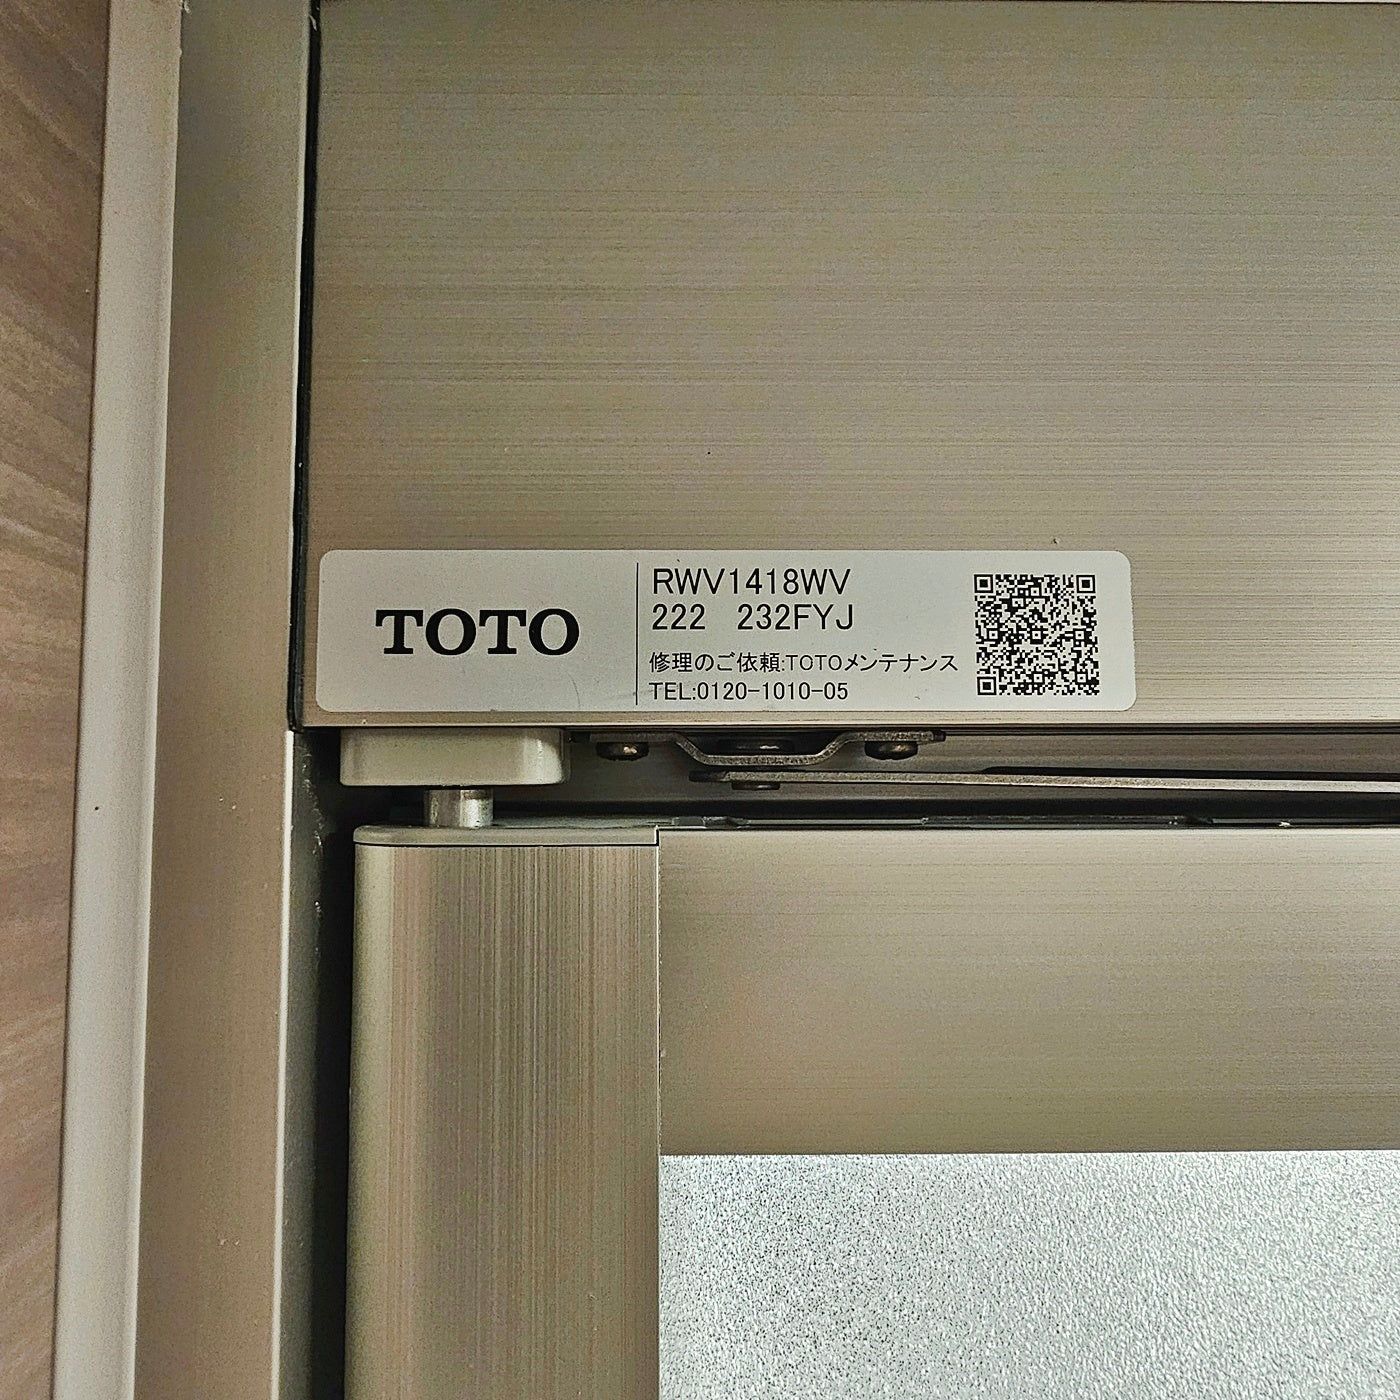 TOTO
RWV1418WV
222 232FYJ
修理のご依頼:TOTOメンテナンス
TEL:0120-1010-05